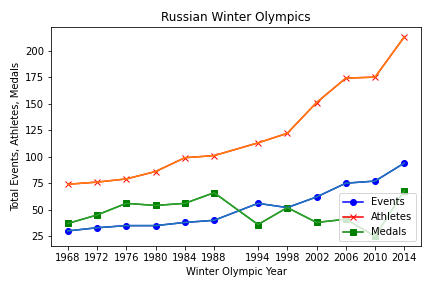 Russian Winter Olympics
Total Events, Athletes, Medals
200
175
150
125
100
75
50
25
Events
Athletes
Medals
1968 1972 1976 1980 1984 1988 1994 1998 2002 2006 2010 2014
Winter Olympic Year